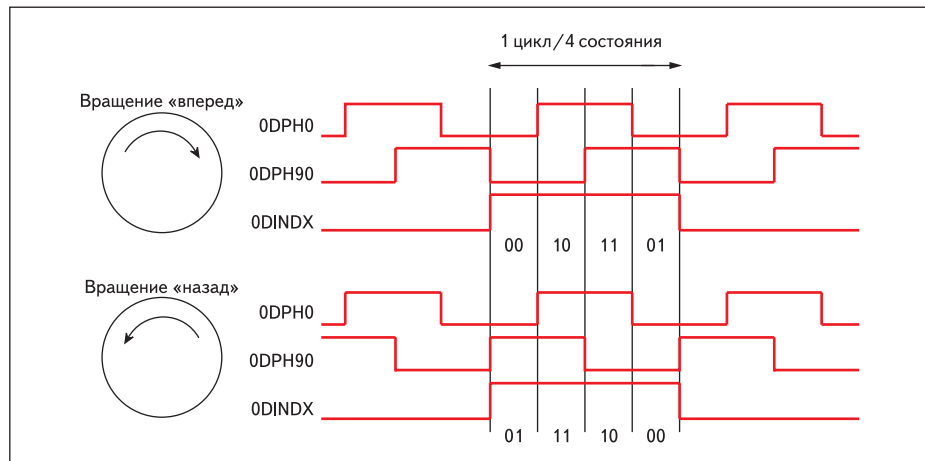 1 цикл/4 состояния
Вращение «вперед»
0DPH0
0DPH90
0DINDX
00 10 11 01
Вращение «назад»
0DPH0
0DPH90
0DINDX
01 11 10 00